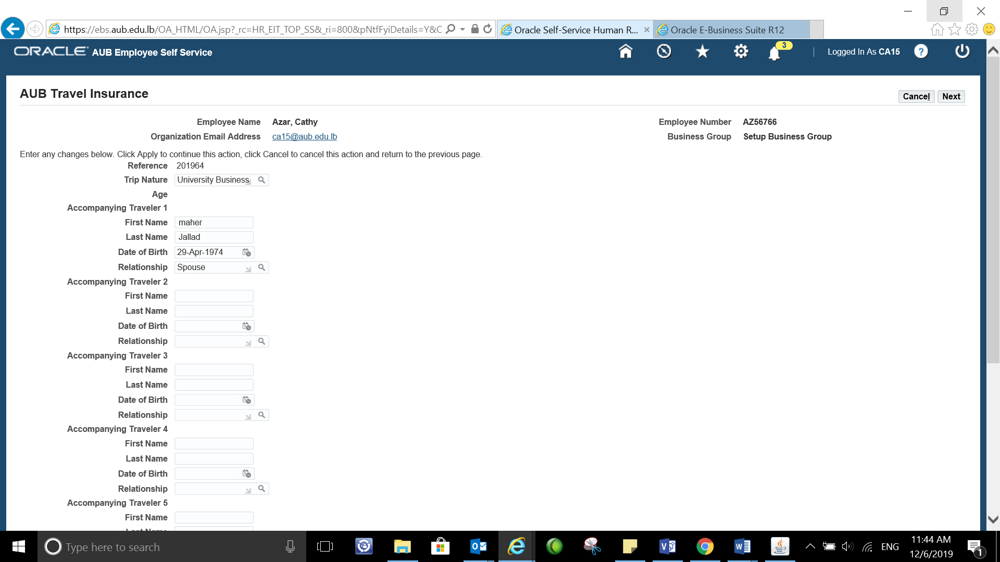 https://ebs.aub.edu.lb/OA_HTML/OA.jsp?_rc=HR_EIT_TOP_SS&_ri=800&pNtfFyiDetails=Y&C
Oracle Self-Service Human R...
Oracle E-Business Suite R12
ORACLE AUB Employee Self Service
3
Logged In As CA15
?
AUB Travel Insurance
Cancel
Next
Employee Name Azar, Cathy
Employee Number AZ56766
Organization Email Address ca15@aub.edu.lb
Business Group Setup Business Group
Enter any changes below. Click Apply to continue this action, click Cancel to cancel this action and return to the previous page.
Reference 201964
Trip Nature University Business
Age
Accompanying Traveler 1
First Name maher
Last Name Jallad
Date of Birth 29-Apr-1974
Relationship Spouse
Accompanying Traveler 2
First Name
Last Name
Date of Birth
Relationship
Accompanying Traveler 3
First Name
Last Name
Date of Birth
Relationship
Accompanying Traveler 4
First Name
Last Name
Date of Birth
Relationship
Accompanying Traveler 5
First Name
Last Name
Type here to search
ENG
11:44 AM
12/6/2019
1